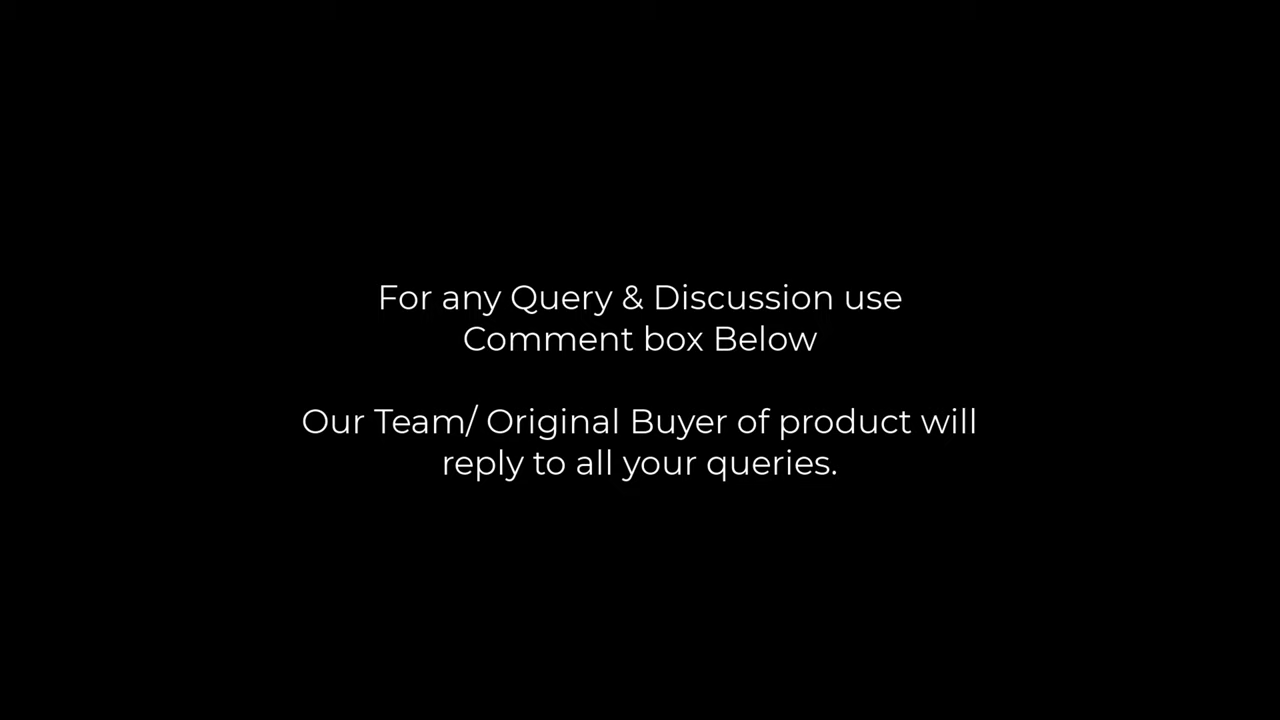 For any Query & Discussion use
Comment box Below
Our Team/ Original Buyer of product will
reply to all your queries.